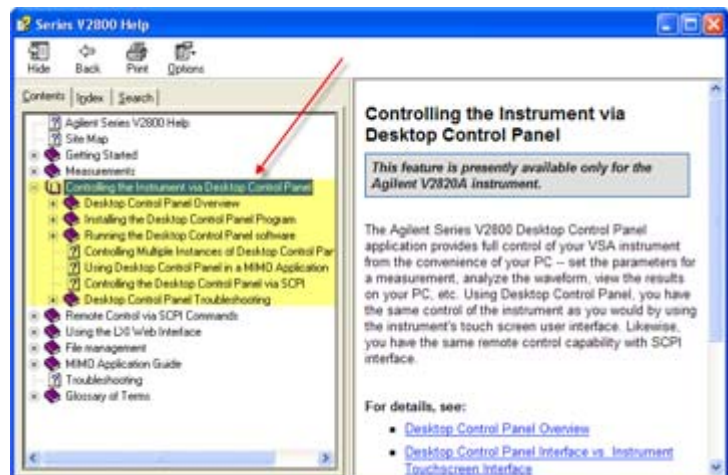 Series V2800 Help
Hide Back Print Options
Contents Index Search
Agilent Series V2800 Help
Site Map
Getting Started
Measurements
Controlling the Instrument via Desktop Control Panel
Desktop Control Panel Overview
Installing the Desktop Control Panel Program
Running the Desktop Control Panel software
Controlling Multiple Instances of Desktop Control Par
Using Desktop Control Panel in a MIMO Application
Controlling the Desktop Control Panel via SCPI
Desktop Control Panel Troubleshooting
Remote Control via SCPI Commands
Using the LXI Web Interface
File management
MIMO Application Guide
Troubleshooting
Glossary of Terms
Controlling the Instrument via
Desktop Control Panel
This feature is presently available only for the
Agilent V2820A instrument.
The Agilent Series V2800 Desktop Control Panel
application provides full control of your VSA instrument
from the convenience of your PC -- set the parameters for
a measurement, analyze the waveform, view the results
on your PC, etc. Using Desktop Control Panel, you have
the same control of the instrument as you would by using
the instrument's touch screen user interface. Likewise,
you have the same remote control capability with SCPI
interface.
For details, see:
Desktop Control Panel Overview
Desktop Control Panel Interface vs. Instrument
Touchscreen Interface